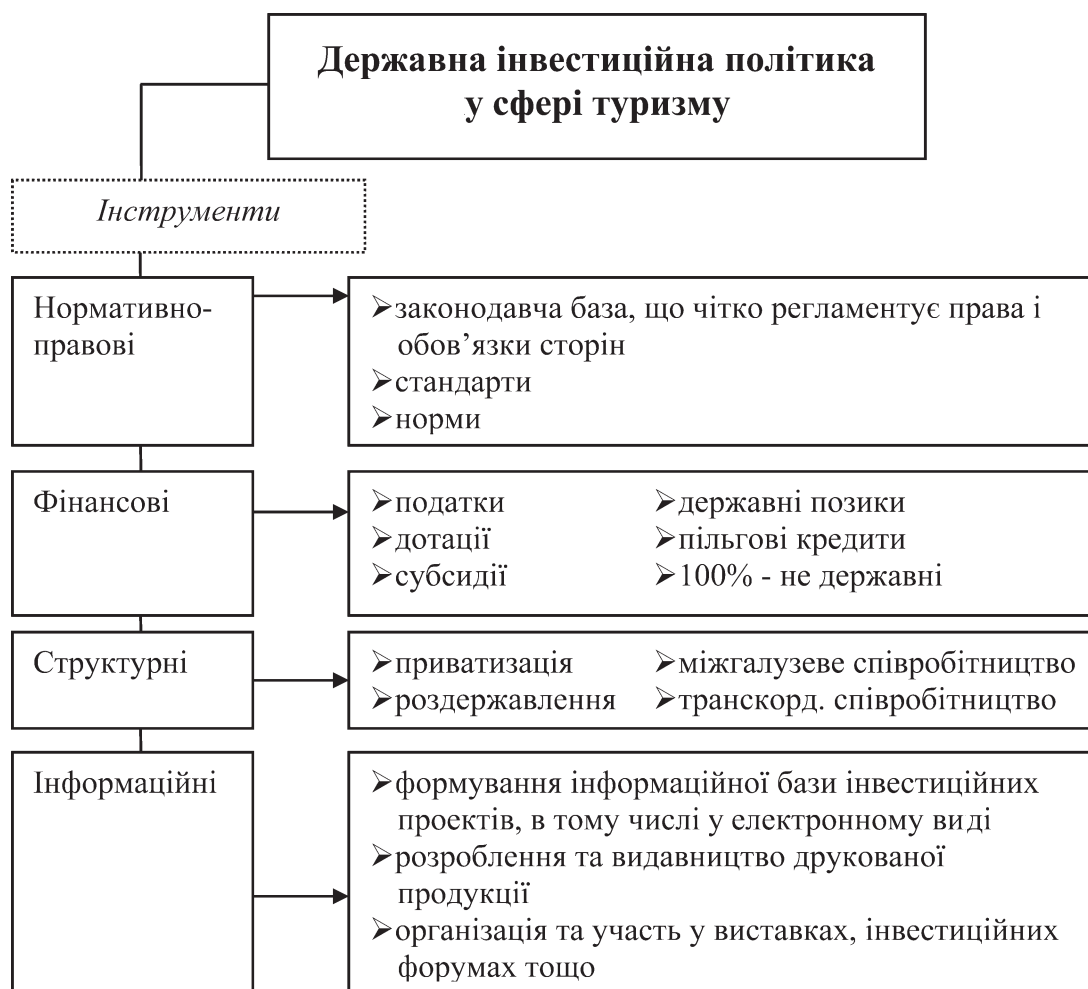 Державна інвестиційна політика
у сфері туризму
Інструменти
Нормативно-
правові
➢законодавча база, що чітко регламентує права і
обов’язки сторін
➢стандарти
➢норми
Фінансові
➢податки
➢дотації
➢субсидії
➢державні позики
➢пільгові кредити
➢100% - не державні
Структурні
➢приватизація
➢роздержавлення
➢міжгалузеве співробітництво
➢транскорд. співробітництво
Інформаційні
➢формування інформаційної бази інвестиційних
проектів, в тому числі у електронному виді
➢розроблення та видавництво друкованої
продукції
➢організація та участь у виставках, інвестиційних
форумах тощо